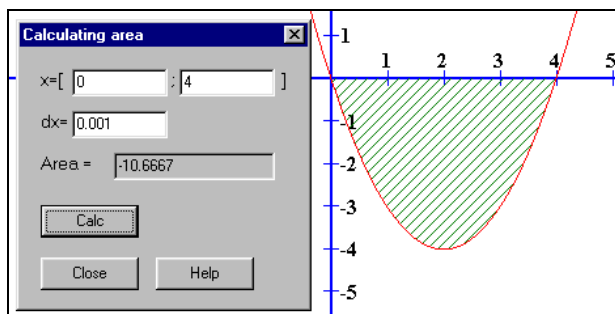 Calculating area
x=[ 0 ; 4 ]
dx= 0.001
Area = -10.6667
Calc
Close Help
1
1 2 3 4 5
-1
-2
-3
-4
-5